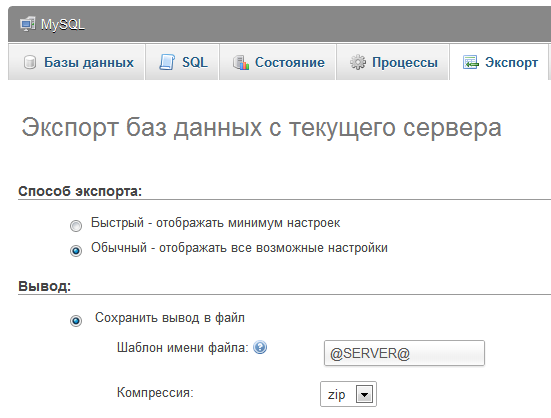 MySQL
Базы данных SQL Состояние Процессы Экспорт
Экспорт баз данных с текущего сервера
Способ экспорта:
Быстрый - отображать минимум настроек
Обычный - отображать все возможные настройки
Вывод:
Сохранить вывод в файл
Шаблон имени файла: ? @SERVER@
Компрессия: zip